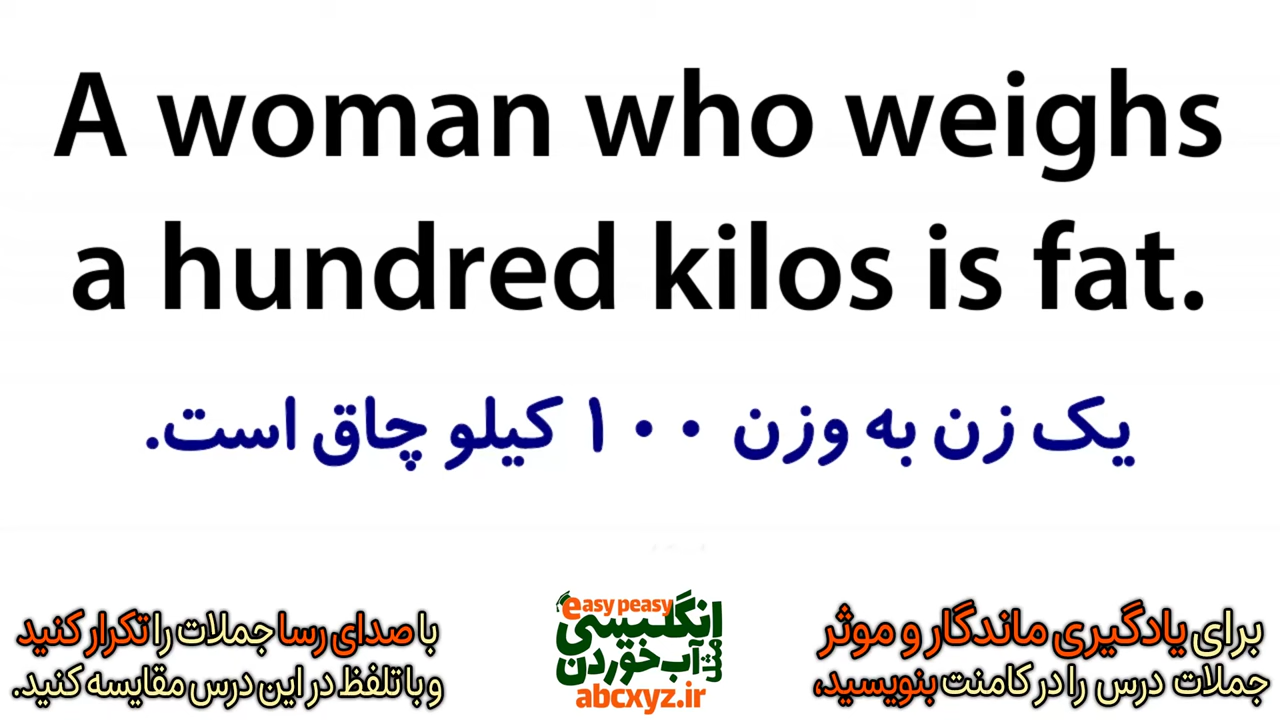 A woman who weighs
a hundred kilos is fat.
یک زن به وزن ۱۰۰ کیلو چاق است.
برای یادگیری ماندگار و موثر
جملات درس را در کامنت بنویسید،
easy peasy
انگلیسی
مثل آب خوردن
abcxyz.ir
با صدای رسا جملات را تکرار کنید
و با تلفظ در این درس مقایسه کنید.